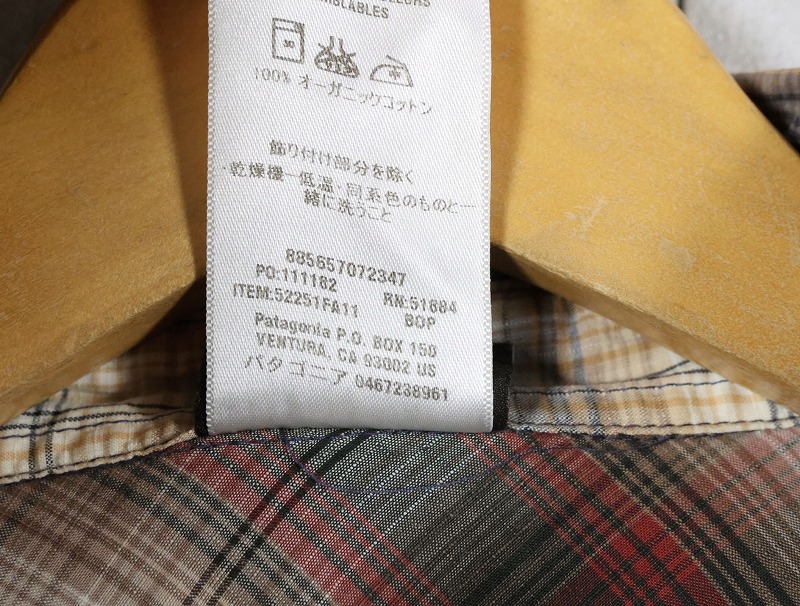 MBLABLES
100% オーガニックコットン
飾り付け部分を除く
・乾燥機一低温・同系色のものと一
緒に洗うこと
885657072347
PO:111182 RN:51884
ITEM:52251FA11 BOP
Patagonia P.O. BOX 150
VENTURA, CA 93002 US
パタゴニア 0467238961